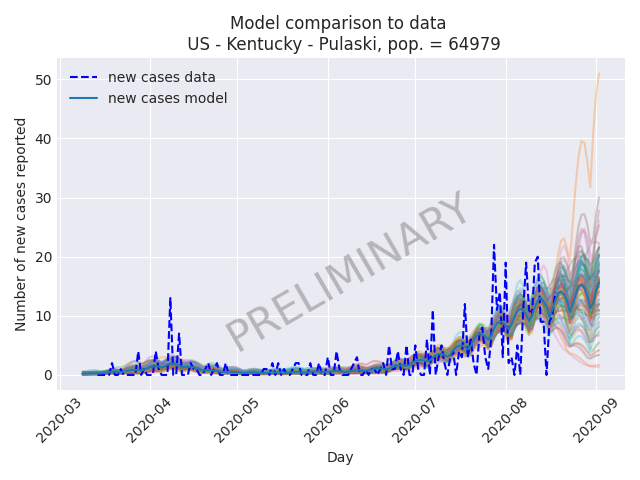 Model comparison to data
US - Kentucky - Pulaski, pop. = 64979
new cases data
new cases model
PRELIMINARY
Number of new cases reported
50
40
30
20
10
0
2020-03
2020-04
2020-05
2020-06
2020-07
2020-08
2020-09
Day